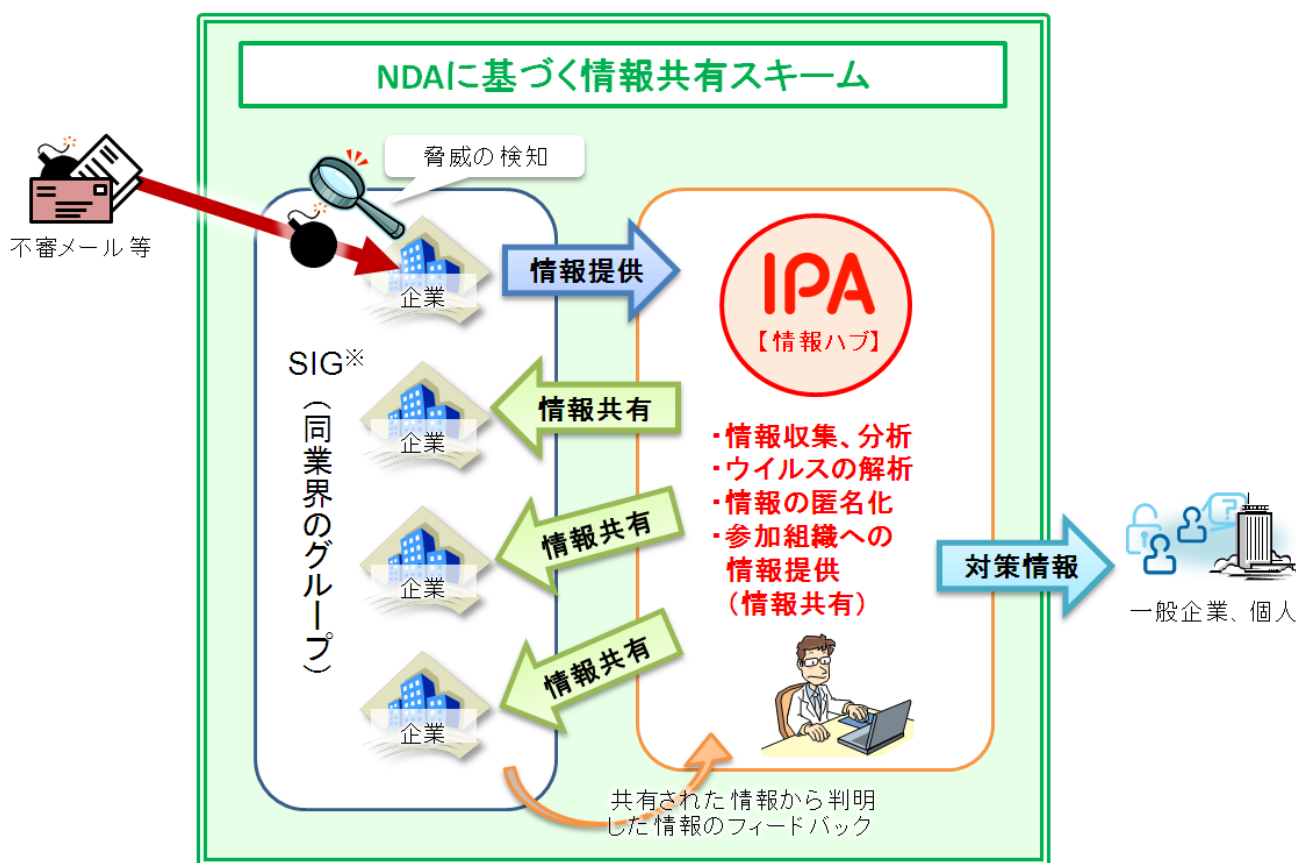 NDAに基づく情報共有スキーム
脅威の検知
不審メール等
企業
情報提供
IPA
【情報ハブ】
SIG※
（同業界のグループ）
企業
情報共有
企業
情報共有
企業
情報共有
・情報収集、分析
・ウイルスの解析
・情報の匿名化
・参加組織への
情報提供
（情報共有）
対策情報
一般企業、個人
共有された情報から判明
した情報のフィードバック